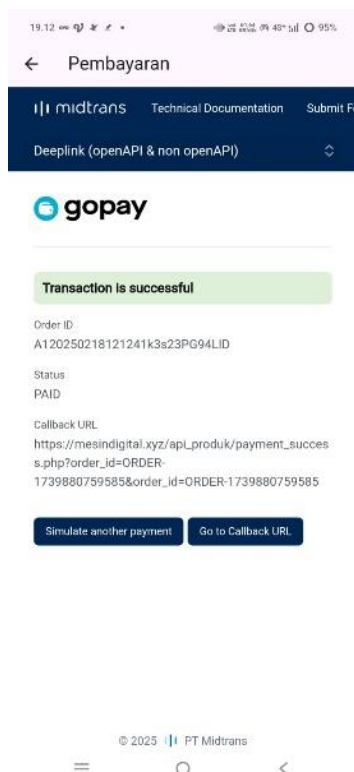 19.12
95%
← Pembayaran
midtrans Technical Documentation Submit Fe
Deeplink (openAPI & non openAPI)
gopay
Transaction is successful
Order ID
A120250218121241k3s23PG94LID
Status
PAID
Callback URL
https://mesindigital.xyz/api_produk/payment_succes
s.php?order_id=ORDER-
1739880759585&order_id=ORDER-1739880759585
Simulate another payment Go to Callback URL
© 2025 PT Midtrans